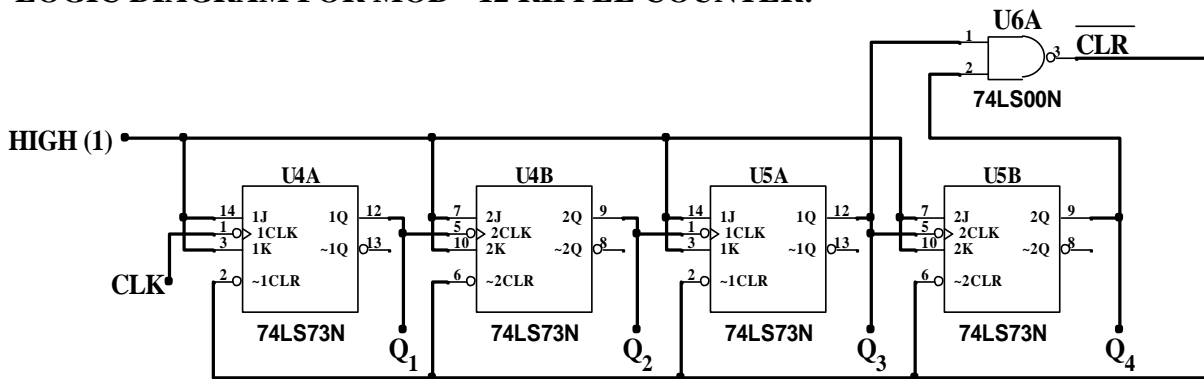 LOGIC DIAGRAM FOR MOD - 12 RIPPLE COUNTER:
U6A
1
2
3
CLR
74LS00N
HIGH (1)
U4A
14 1J 1Q 12
1 1CLK
3 1K ~1Q 13
2 ~1CLR
74LS73N
U4B
7 2J 2Q 9
5 2CLK
10 2K ~2Q 8
6 ~2CLR
74LS73N
U5A
14 1J 1Q 12
1 1CLK
3 1K ~1Q 13
2 ~1CLR
74LS73N
U5B
7 2J 2Q 9
5 2CLK
10 2K ~2Q 8
6 ~2CLR
74LS73N
CLK
Q1
Q2
Q3
Q4